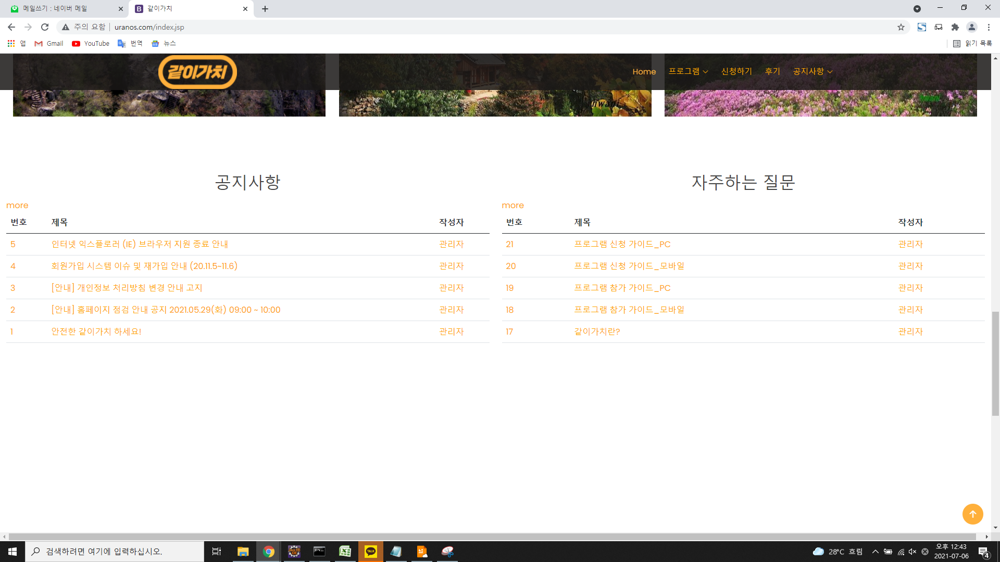 메일쓰기 : 네이버 메일
같이가치
주의 요함 | uranos.com/index.jsp
앱 Gmail YouTube 번역 뉴스 읽기 목록
같이가치
Home 프로그램 신청하기 후기 공지사항
hwani
hwani
공지사항
more
번호 제목 작성자
5 인터넷 익스플로러 (IE) 브라우저 지원 종료 안내 관리자
4 회원가입 시스템 이슈 및 재가입 안내 (20.11.5~11.6) 관리자
3 [안내] 개인정보 처리방침 변경 안내 고지 관리자
2 [안내] 홈페이지 점검 안내 공지 2021.05.29(화) 09:00 ~ 10:00 관리자
1 안전한 같이가치 하세요! 관리자
자주하는 질문
more
번호 제목 작성자
21 프로그램 신청 가이드_PC 관리자
20 프로그램 신청 가이드_모바일 관리자
19 프로그램 참가 가이드_PC 관리자
18 프로그램 참가 가이드_모바일 관리자
17 같이가치란? 관리자
검색하려면 여기에 입력하십시오.
TALK
28°C 흐림
오후 12:43
2021-07-06
4